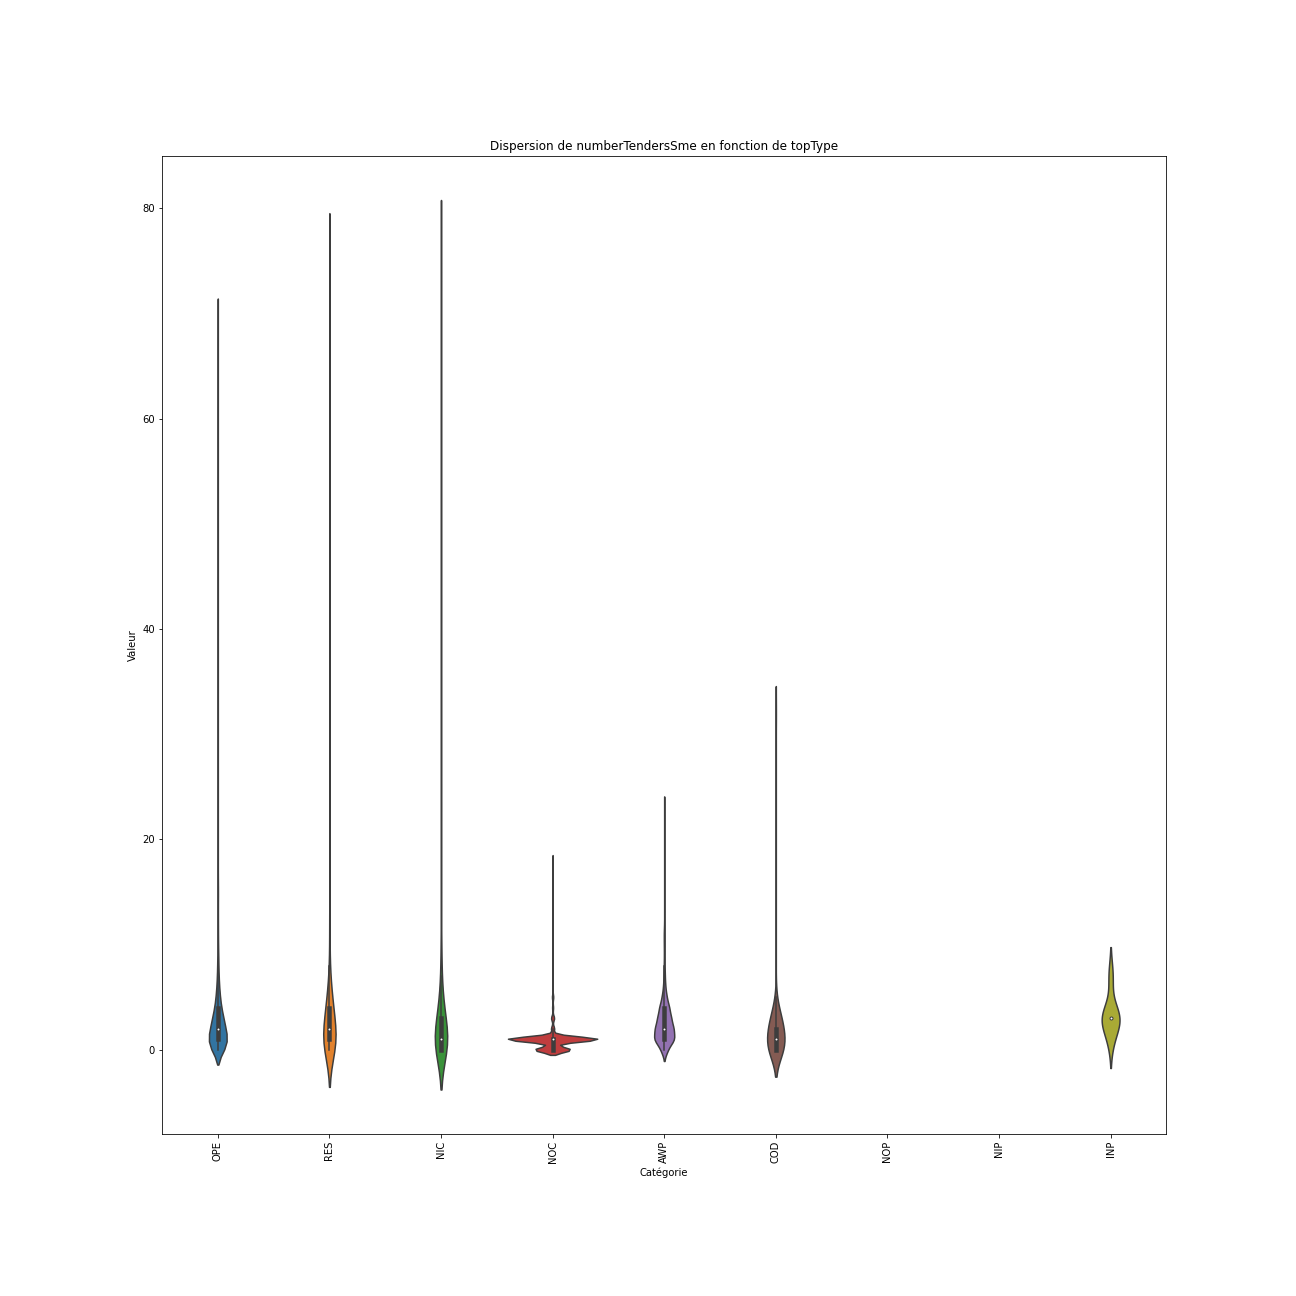 Dispersion de numberTendersSme en fonction de topType
80
60
40
20
0
Valeur
OPE
RES
NIC
NOC
AWP
COD
NOP
NIP
INP
Catégorie